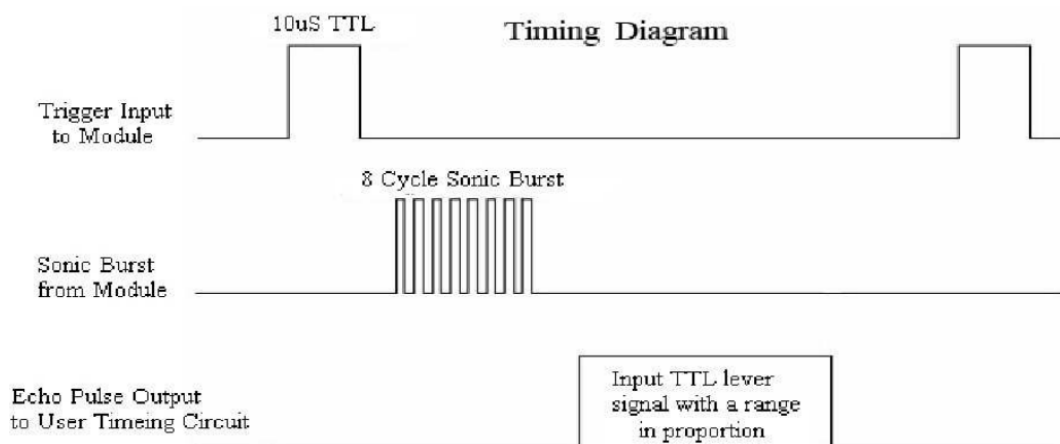 10uS TTL
Timing Diagram
Trigger Input
to Module
8 Cycle Sonic Burst
Sonic Burst
from Module
Echo Pulse Output
to User Timeing Circuit
Input TTL lever
signal with a range
in proportion